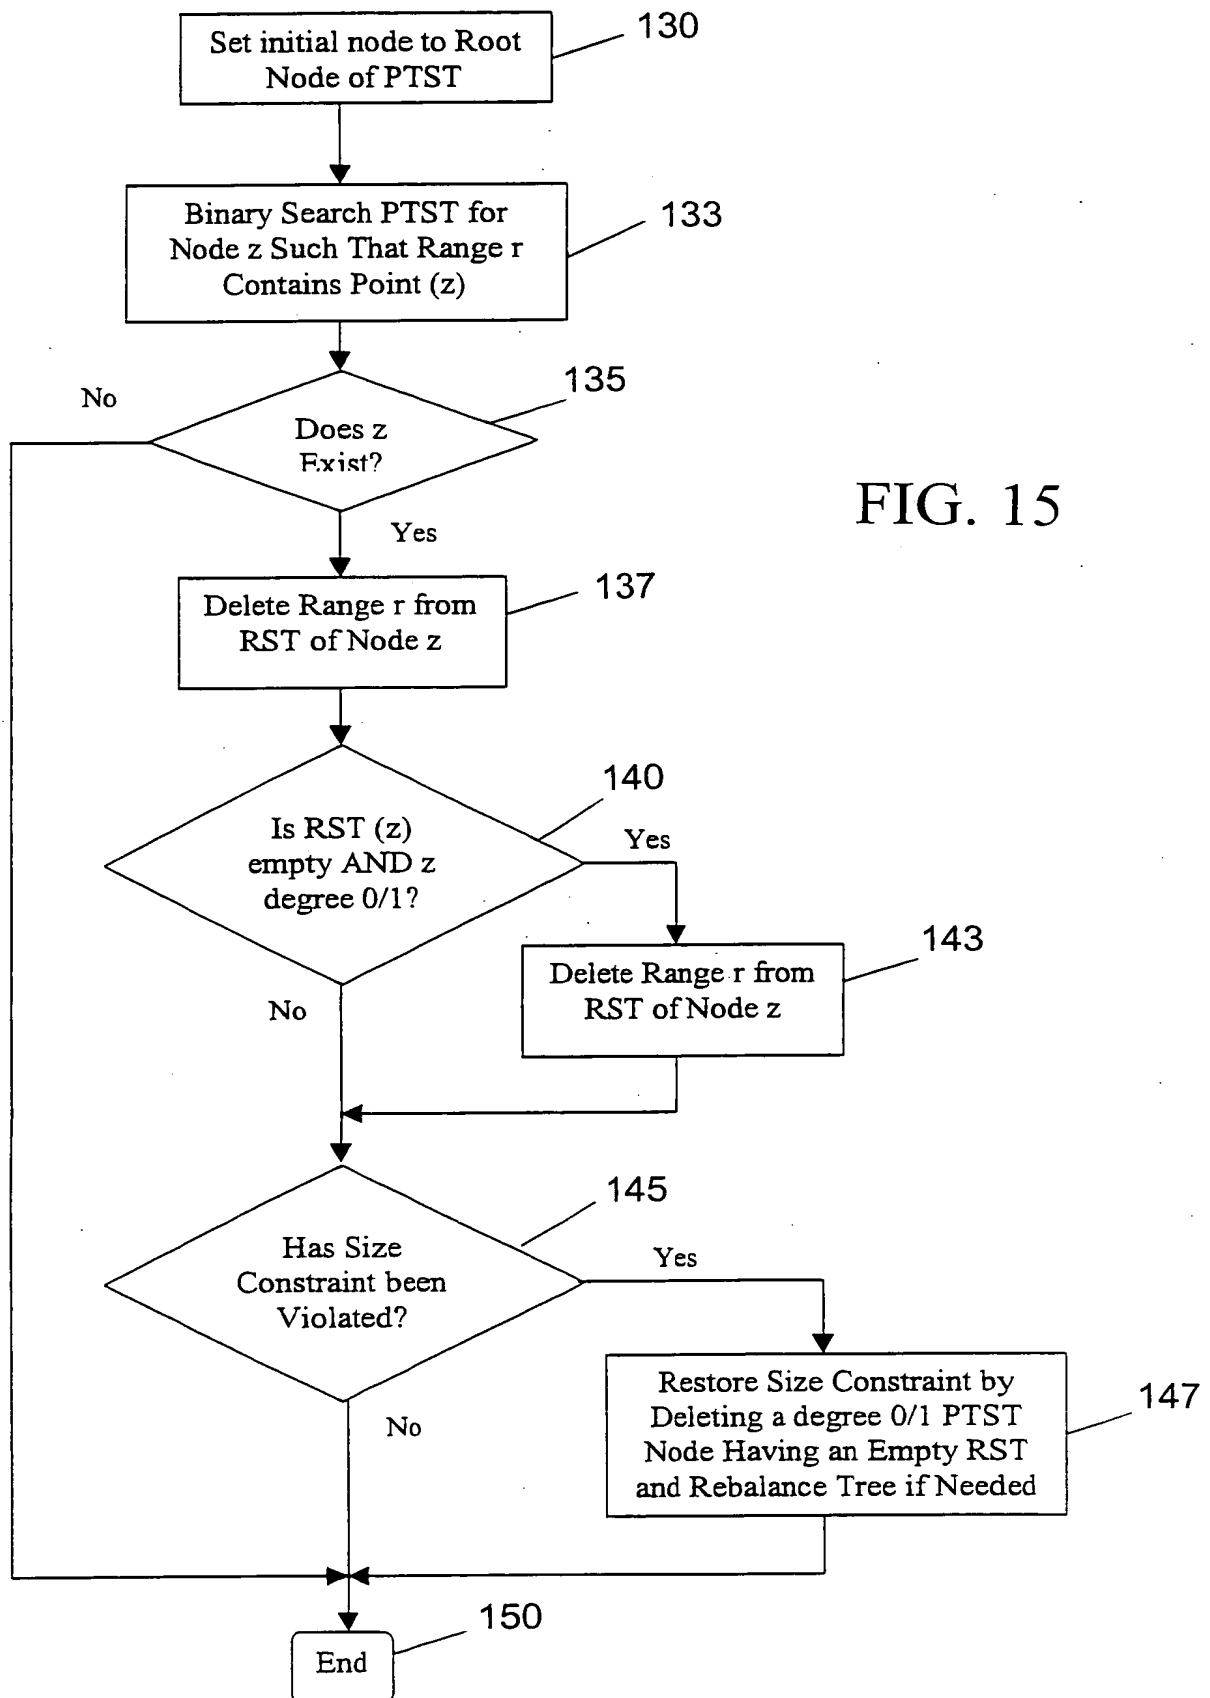 Set initial node to Root
Node of PTST
130
Binary Search PTST for
Node z Such That Range r
Contains Point (z)
133
No
135
Does z
Exist?
FIG. 15
Yes
Delete Range r from
RST of Node z
137
140
Is RST (z)
empty AND z
degree 0/1?
Yes
143
Delete Range r from
RST of Node z
No
145
Has Size
Constraint been
Violated?
Yes
Restore Size Constraint by
Deleting a degree 0/1 PTST
Node Having an Empty RST
and Rebalance Tree if Needed
147
No
150
End